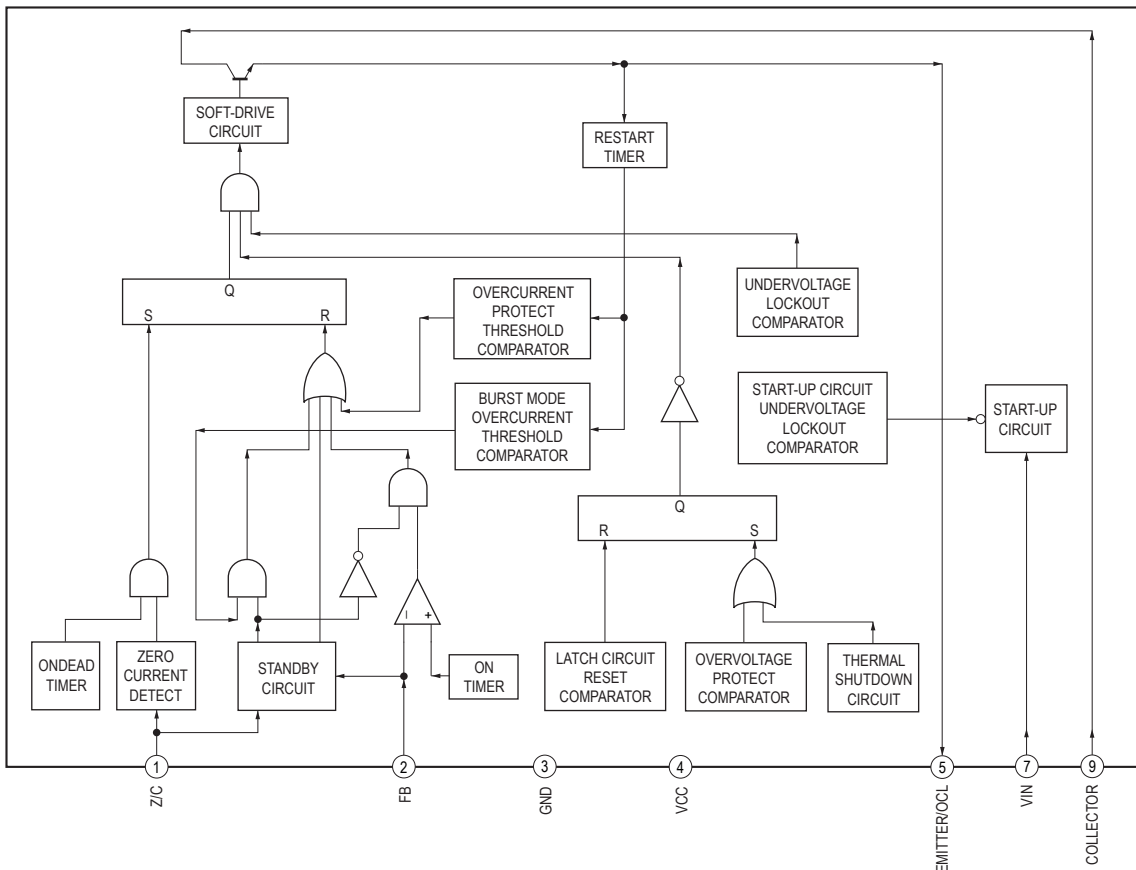 SOFT-DRIVE
CIRCUIT
RESTART
TIMER
Q
S
R
OVERCURRENT
PROTECT
THRESHOLD
COMPARATOR
UNDERVOLTAGE
LOCKOUT
COMPARATOR
BURST MODE
OVERCURRENT
THRESHOLD
COMPARATOR
START-UP CIRCUIT
UNDERVOLTAGE
LOCKOUT
COMPARATOR
START-UP
CIRCUIT
Q
R
S
–
+
ONDEAD
TIMER
ZERO
CURRENT
DETECT
STANDBY
CIRCUIT
ON
TIMER
LATCH CIRCUIT
RESET
COMPARATOR
OVERVOLTAGE
PROTECT
COMPARATOR
THERMAL
SHUTDOWN
CIRCUIT
1
2
3
4
5
7
9
Z/C
FB
GND
VCC
EMITTER/OCL
VIN
COLLECTOR